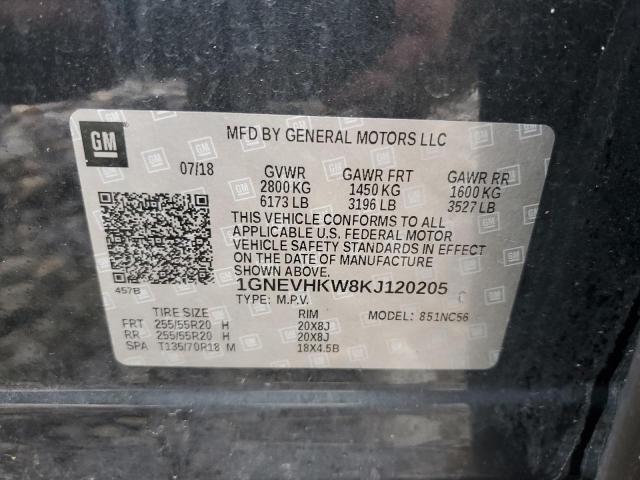 GM
MFD BY GENERAL MOTORS LLC
07/18 GVWR GAWR FRT GAWR RR
2800 KG 1450 KG 1600 KG
6173 LB 3196 LB 3527 LB
THIS VEHICLE CONFORMS TO ALL
APPLICABLE U.S. FEDERAL MOTOR
VEHICLE SAFETY STANDARDS IN EFFECT
ON THE DATE OF MANUFACTURE
SHOWN ABOVE.
457B
1GNEVHKW8KJ120205
TYPE: M.P.V. MODEL: 851NC56
TIRE SIZE RIM
FRT 255/55R20 H 20X8J
RR 255/55R20 H 20X8J
SPA T135/70R18 M 18X4.5B